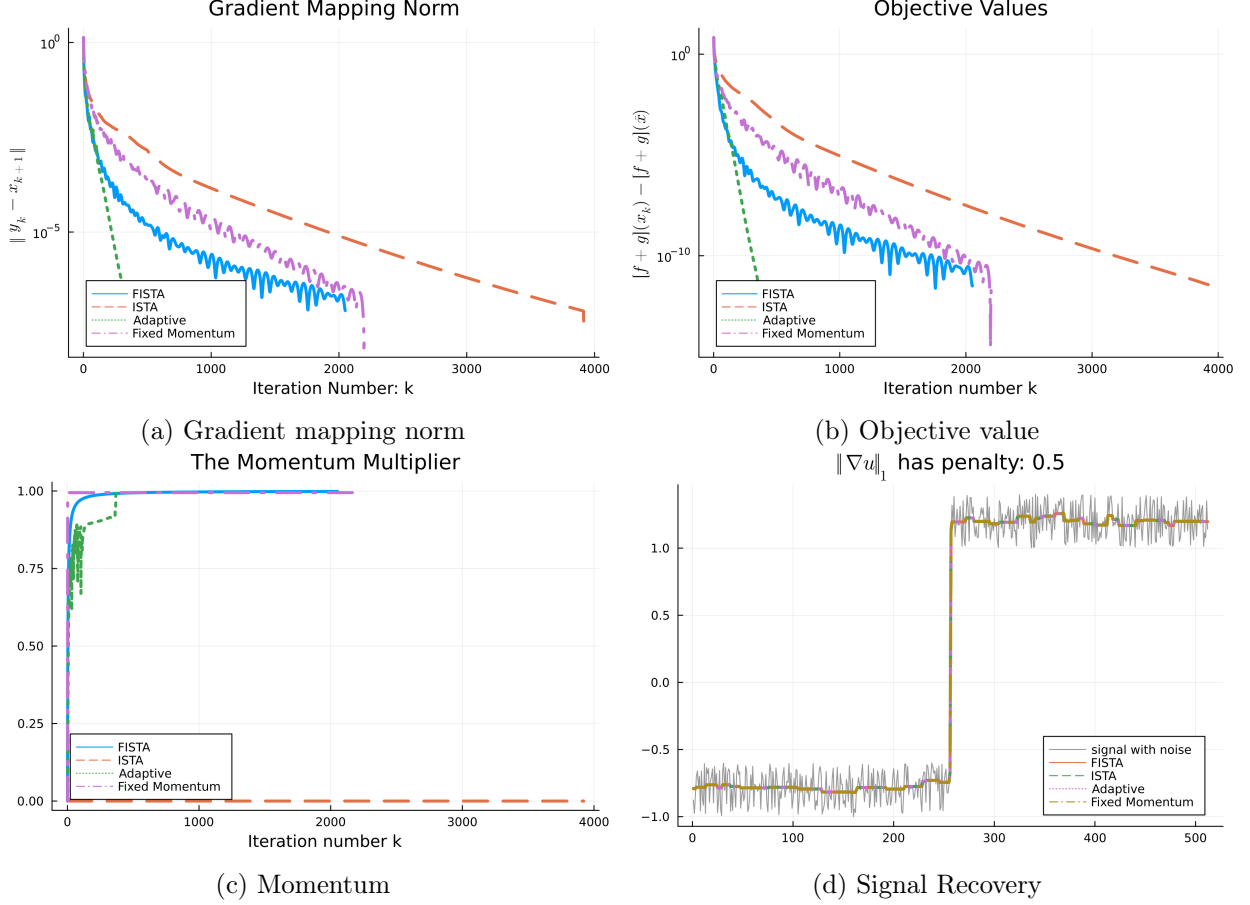 Gradient Mapping Norm
10^0
10^{-5}
‖ y_k − x_{k+1} ‖
FISTA
ISTA
Adaptive
Fixed Momentum
0 1000 2000 3000 4000
Iteration Number: k
(a) Gradient mapping norm
Objective Values
10^0
10^{-5}
10^{-10}
[f + g](x_k) − [f + g](x̄)
FISTA
ISTA
Adaptive
Fixed Momentum
0 1000 2000 3000 4000
Iteration number k
(b) Objective value
The Momentum Multiplier
1.00
0.75
0.50
0.25
0.00
FISTA
ISTA
Adaptive
Fixed Momentum
0 1000 2000 3000 4000
Iteration number k
(c) Momentum
‖∇u‖_1 has penalty: 0.5
1.0
0.5
0.0
−0.5
−1.0
signal with noise
FISTA
ISTA
Adaptive
Fixed Momentum
0 100 200 300 400 500
(d) Signal Recovery